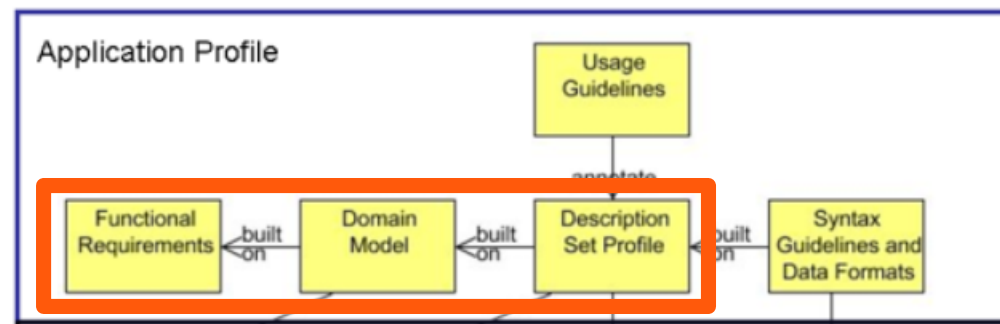 Application Profile
Usage
Guidelines
annotate
Functional
Requirements
built
on
Domain
Model
built
on
Description
Set Profile
built
on
Syntax
Guidelines and
Data Formats